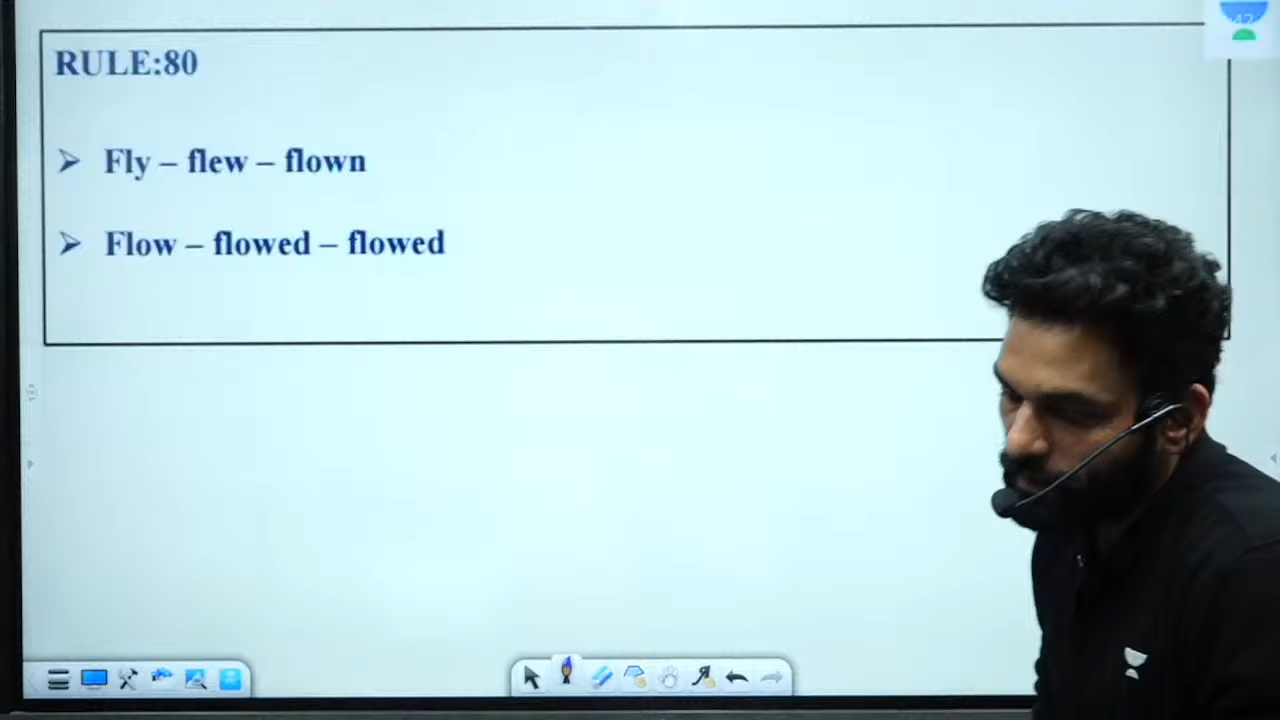 RULE:80
Fly – flew – flown
Flow – flowed – flowed